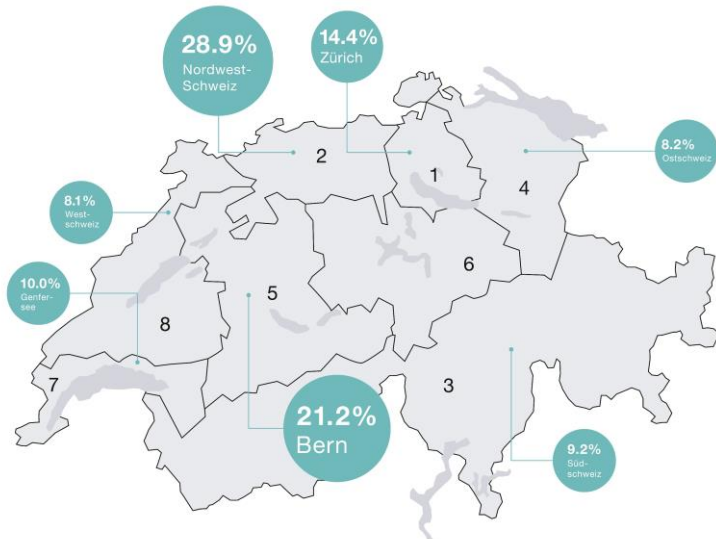 28.9%
Nordwest-
Schweiz
14.4%
Zürich
8.2%
Ostschweiz
8.1%
West-
schweiz
10.0%
Genfer-
see
21.2%
Bern
9.2%
Süd-
schweiz
2
1
4
6
5
8
7
3